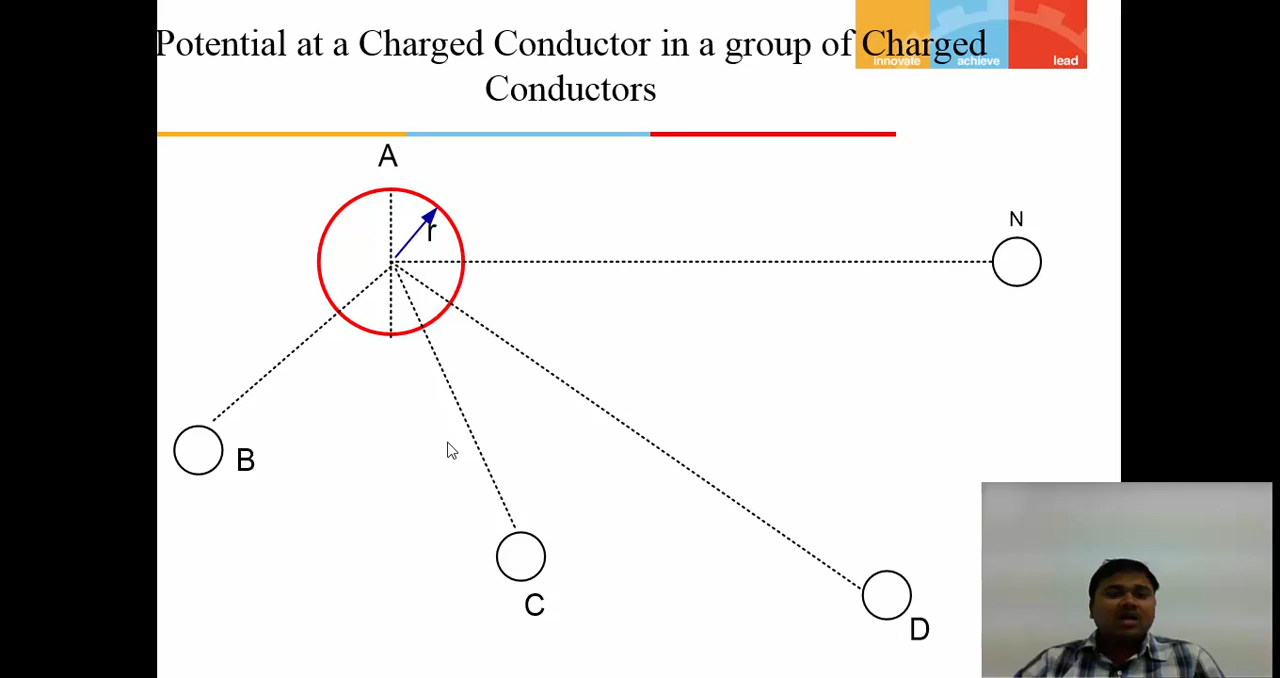 Potential at a Charged Conductor in a group of Charged
Conductors
innovate achieve lead
A
r
N
B
C
D